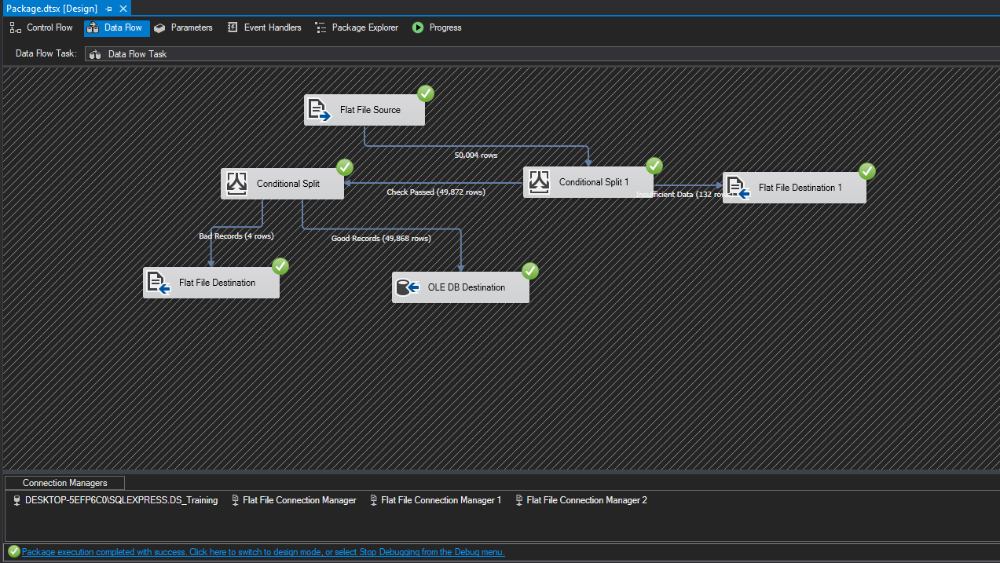 Package.dtsx [Design]
Control Flow
Data Flow
Parameters
Event Handlers
Package Explorer
Progress
Data Flow Task:
Data Flow Task
Flat File Source
50,004 rows
Conditional Split
Check Passed (49,872 rows)
Conditional Split 1
Insufficient Data (132
Flat File Destination 1
Bad Records (4 rows)
Good Records (49,868 rows)
Flat File Destination
OLE DB Destination
Connection Managers
DESKTOP-5EFP6C0\SQLEXPRESS.DS_Training
Flat File Connection Manager
Flat File Connection Manager 1
Flat File Connection Manager 2
Package execution completed with success. Click here to switch to design mode, or select Stop Debugging from the Debug menu.